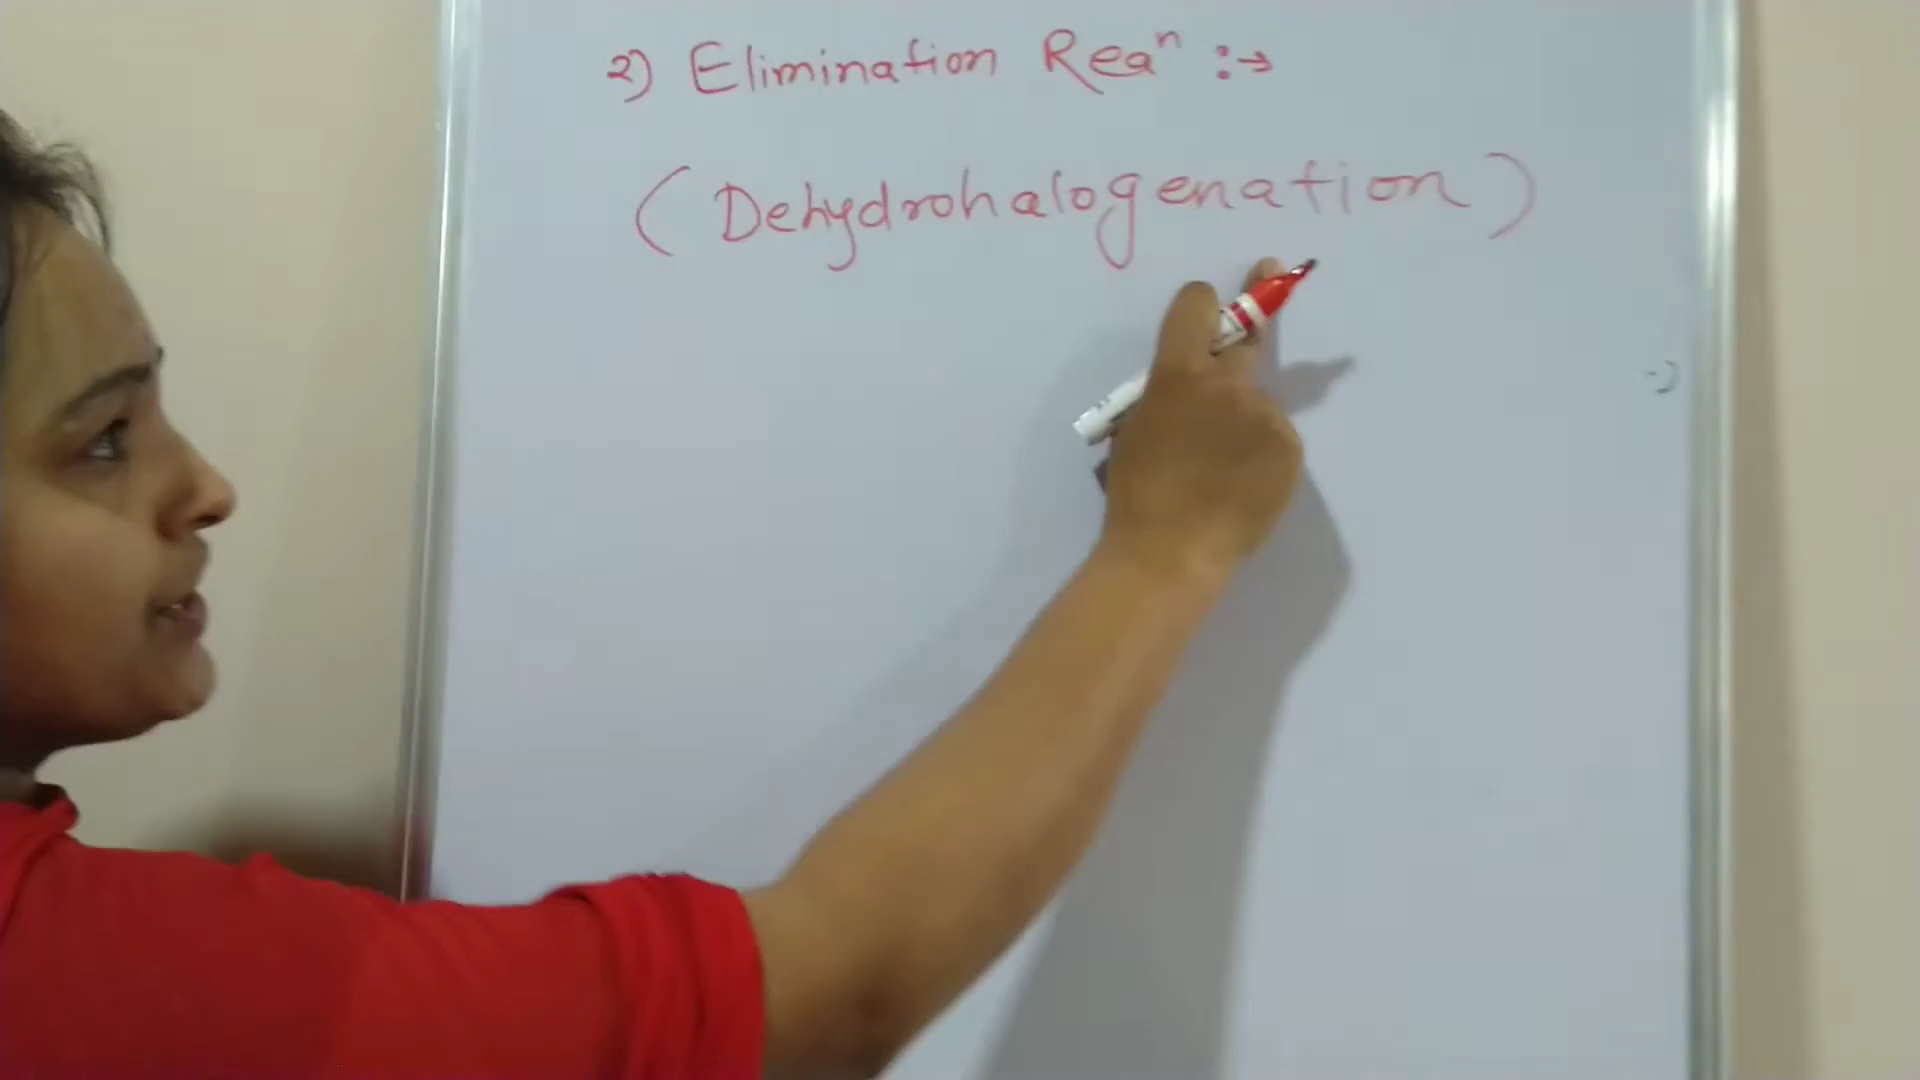 2) Elimination Reaⁿ :→
(Dehydrohalogenation)